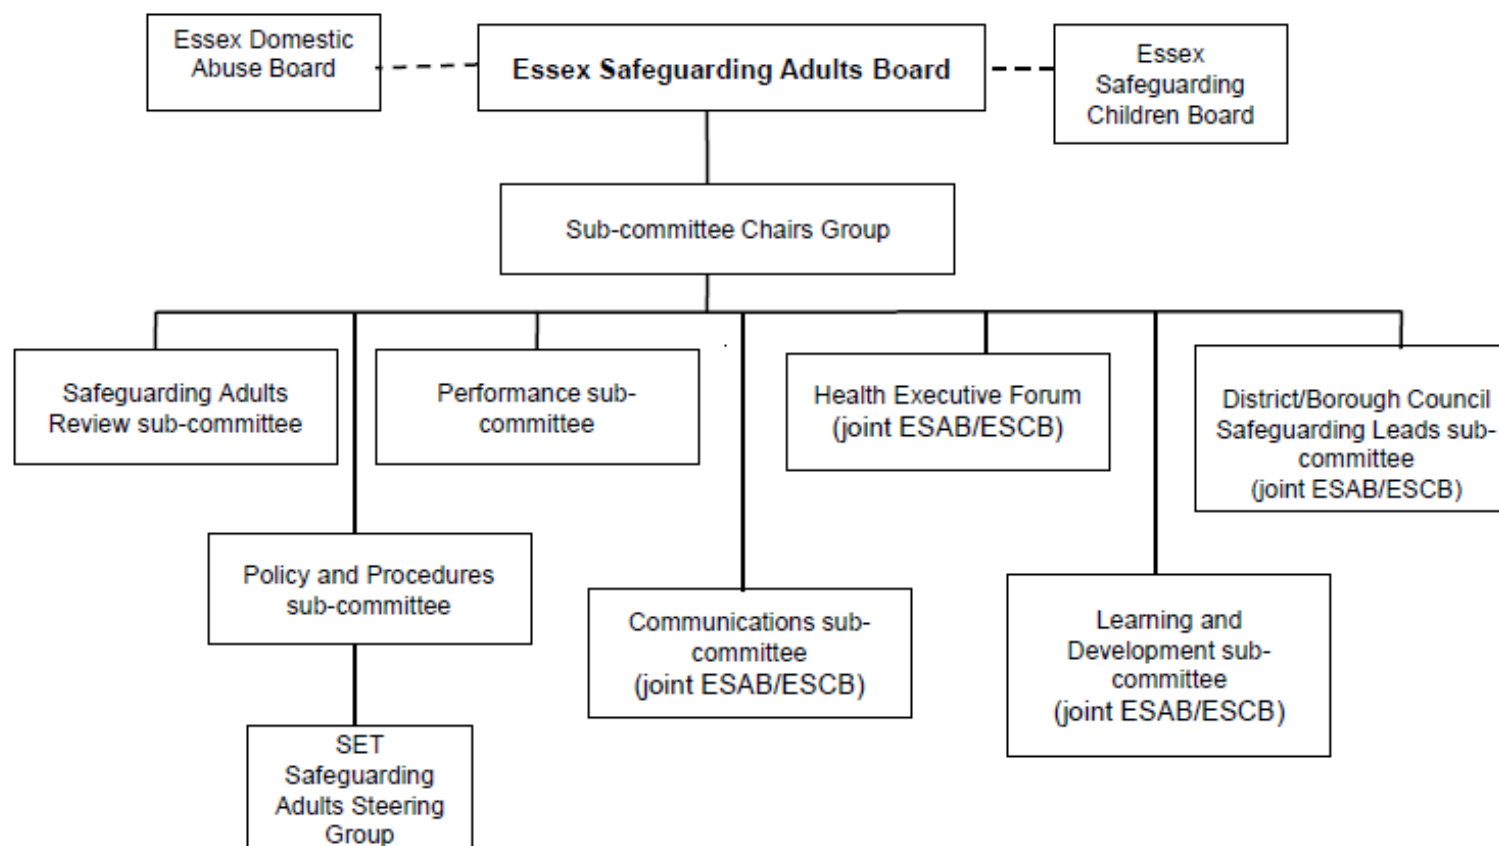 Essex Domestic
Abuse Board
Essex Safeguarding Adults Board
Essex
Safeguarding
Children Board
Sub-committee Chairs Group
Safeguarding Adults
Review sub-committee
Performance sub-
committee
Health Executive Forum
(joint ESAB/ESCB)
District/Borough Council
Safeguarding Leads sub-
committee
(joint ESAB/ESCB)
Policy and Procedures
sub-committee
Communications sub-
committee
(joint ESAB/ESCB)
Learning and
Development sub-
committee
(joint ESAB/ESCB)
SET
Safeguarding
Adults Steering
Group